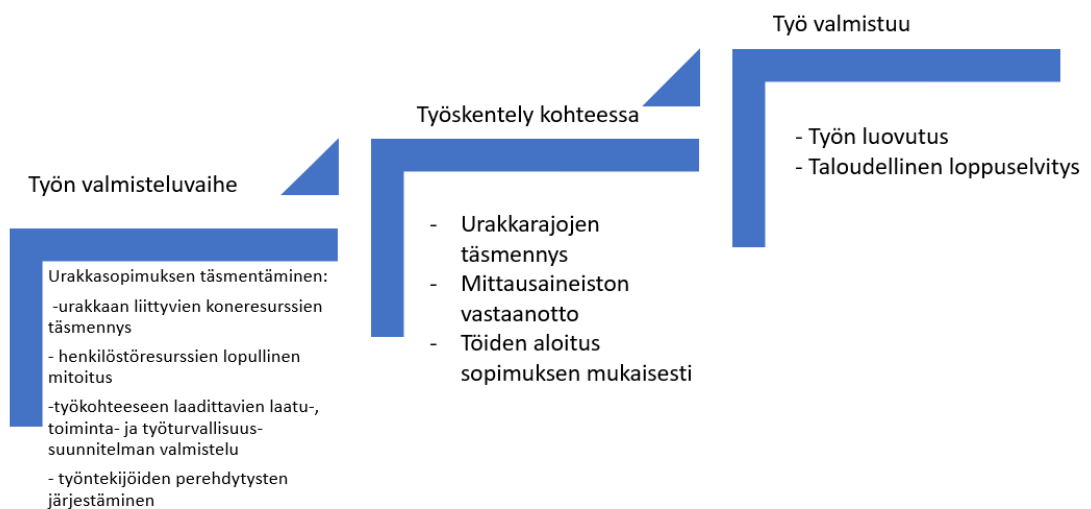 Työn valmisteluvaihe
Urakkasopimuksen täsmentäminen:
-urakkaan liittyvien koneresurssien
täsmennys
- henkilöstöresurssien lopullinen
mitoitus
-työkohteeseen laadittavien laatu-,
toiminta- ja työturvallisuus-
suunnitelman valmistelu
- työntekijöiden perehdytysten
järjestäminen
Työskentely kohteessa
- Urakkarajojen
täsmennys
- Mittausaineiston
vastaanotto
- Töiden aloitus
sopimuksen mukaisesti
Työ valmistuu
- Työn luovutus
- Taloudellinen loppuselvitys